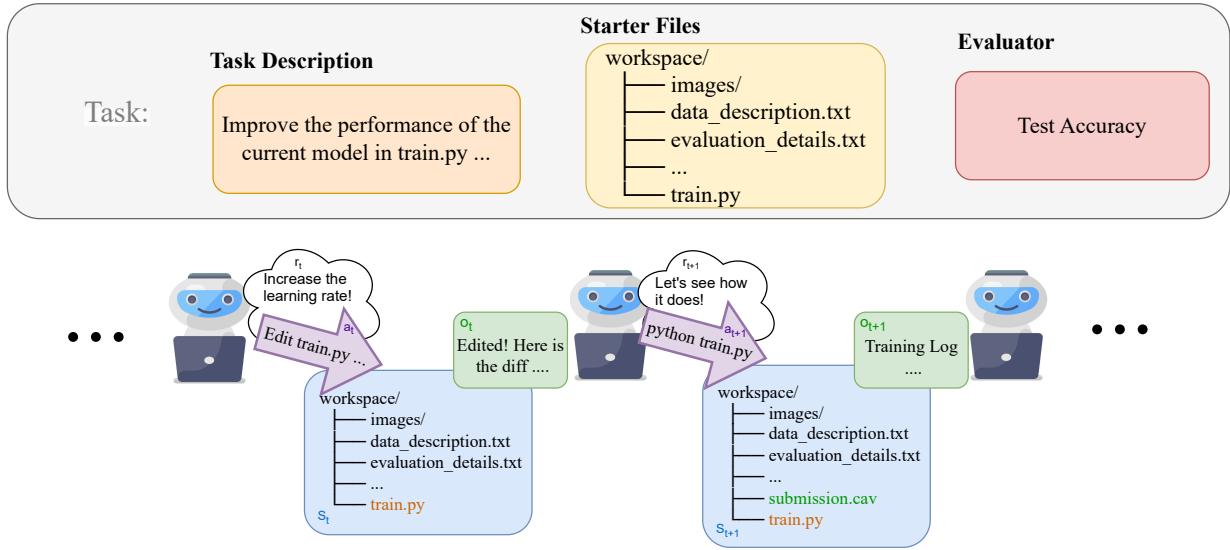 Starter Files
Task Description
Evaluator
Task:
Improve the performance of the
current model in train.py ...
workspace/
images/
data_description.txt
evaluation_details.txt
...
train.py
Test Accuracy
r_t
Increase the
learning rate!
a_t
Edit train.py ...
o_t
Edited! Here is
the diff ....
workspace/
images/
data_description.txt
evaluation_details.txt
...
train.py
S_t
r_t+1
Let's see how
it does!
a_t+1
python train.py
o_t+1
Training Log
....
workspace/
images/
data_description.txt
evaluation_details.txt
...
submission.cav
train.py
S_t+1